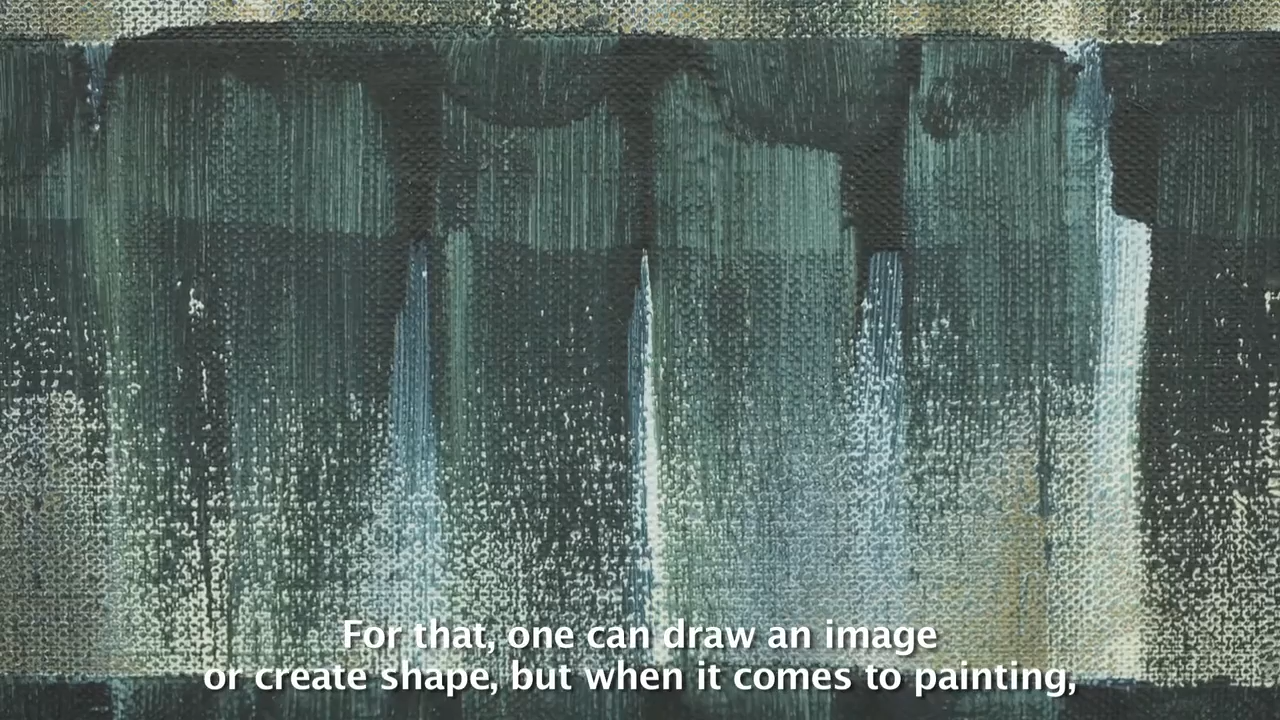 For that, one can draw an image
or create shape, but when it comes to painting,